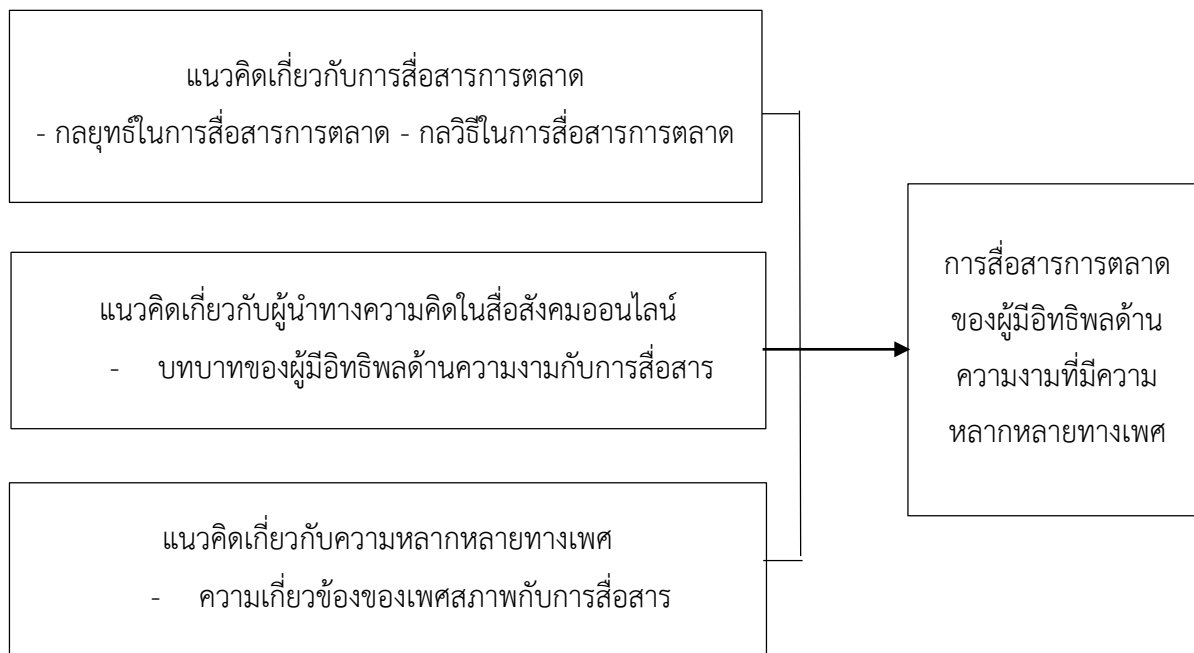 แนวคิดเกี่ยวกับการสื่อสารการตลาด
- กลยุทธ์ในการสื่อสารการตลาด - กลวิธีในการสื่อสารการตลาด
แนวคิดเกี่ยวกับผู้นำทางความคิดในสื่อสังคมออนไลน์
- บทบาทของผู้มีอิทธิพลด้านความงามกับการสื่อสาร
แนวคิดเกี่ยวกับความหลากหลายทางเพศ
- ความเกี่ยวข้องของเพศสภาพกับการสื่อสาร
การสื่อสารการตลาด
ของผู้มีอิทธิพลด้าน
ความงามที่มีความ
หลากหลายทางเพศ